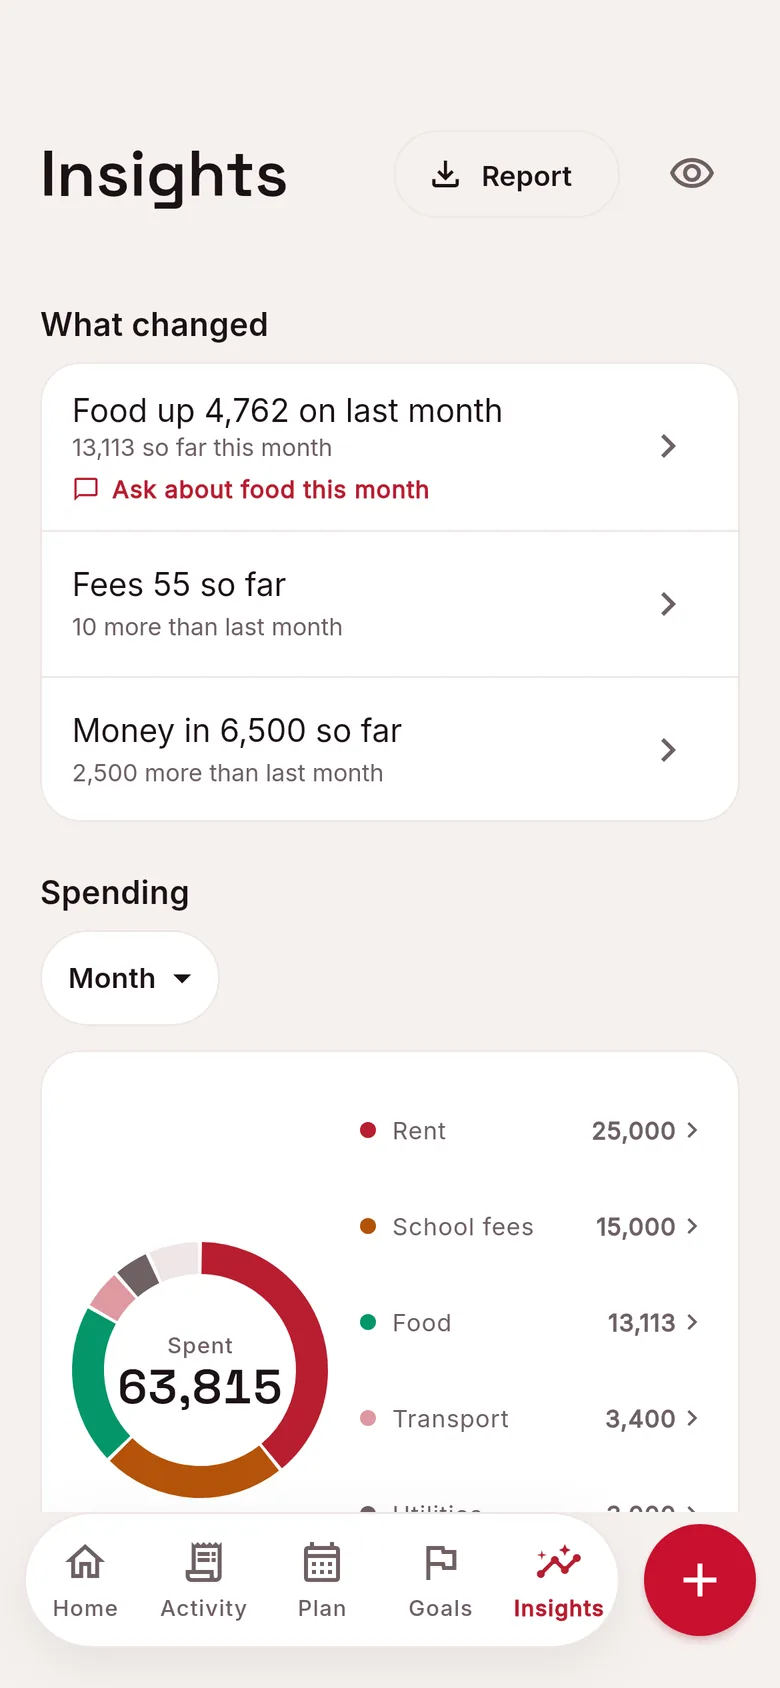 Insights
Report
What changed
Food up 4,762 on last month
13,113 so far this month
Ask about food this month
Fees 55 so far
10 more than last month
Money in 6,500 so far
2,500 more than last month
Spending
Month
Rent 25,000
School fees 15,000
Food 13,113
Transport 3,400
Spent
63,815
Utilities
Home Activity Plan Goals Insights